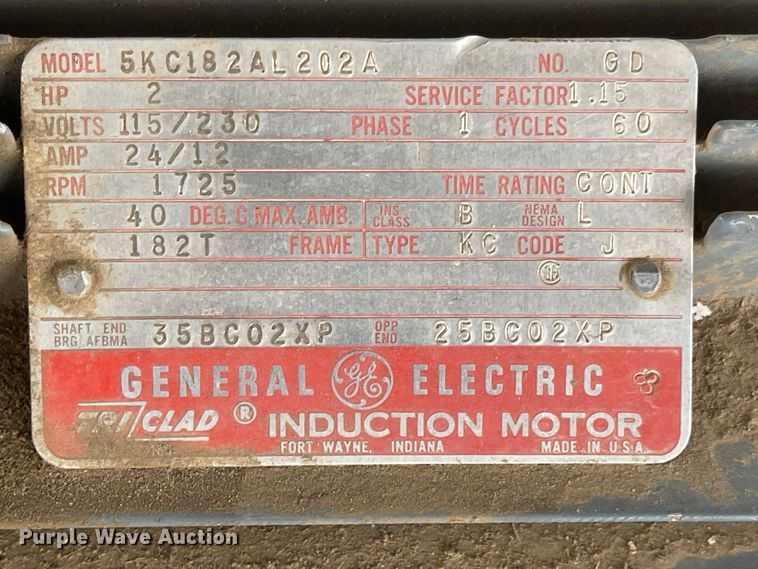 MODEL 5KC182AL202A NO. GD
HP 2 SERVICE FACTOR 1.15
VOLTS 115/230 PHASE 1 CYCLES 60
AMP 24/12
RPM 1725 TIME RATING CONT
40 DEG. C MAX. AMB. INS. CLASS B NEMA DESIGN L
182T FRAME TYPE KC CODE J
SHAFT END BRG AFBMA 35BC02XP OPP END 25BC02XP
GENERAL GE ELECTRIC
TRI CLAD ® INDUCTION MOTOR
FORT WAYNE, INDIANA MADE IN U.S.A.
Purple Wave Auction